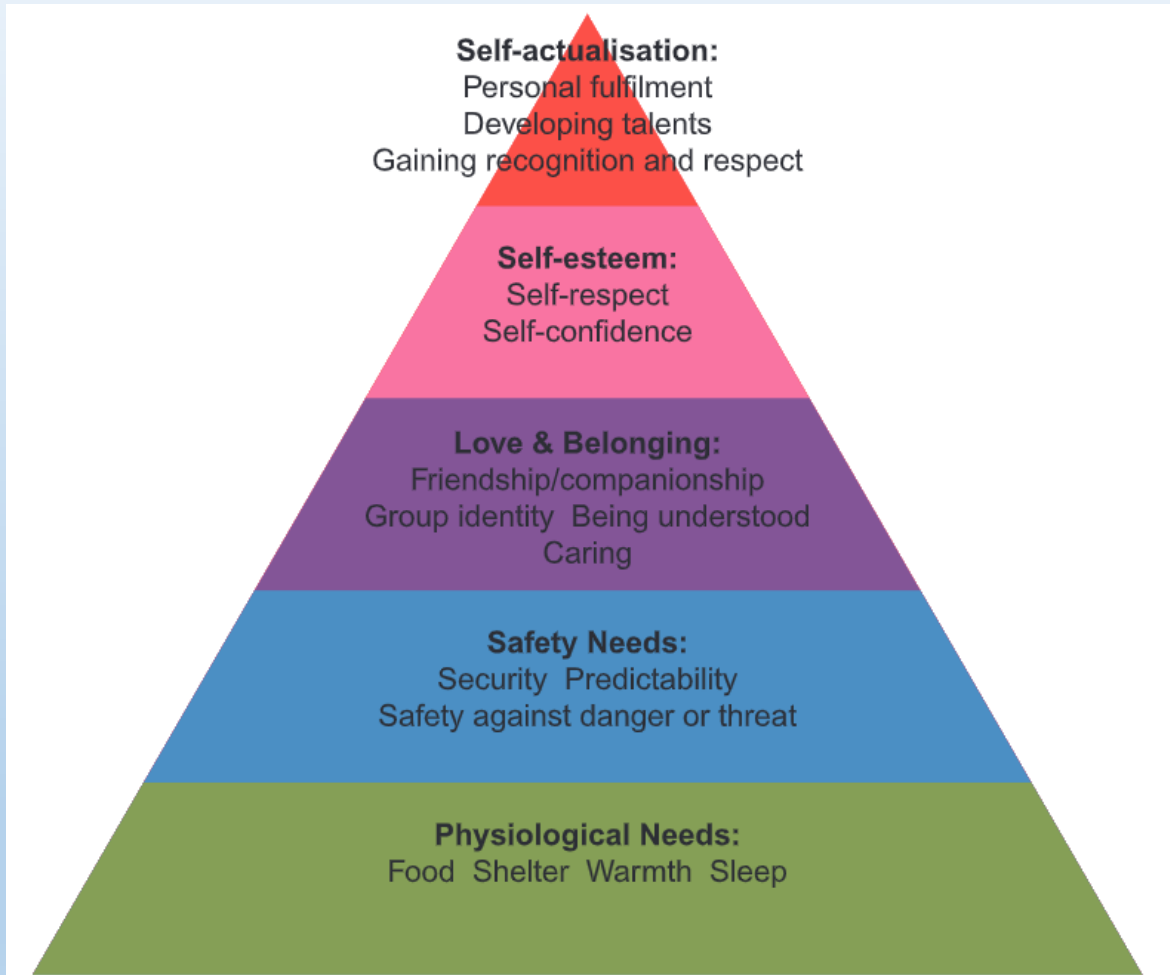 Self-actualisation:
Personal fulfilment
Developing talents
Gaining recognition and respect
Self-esteem:
Self-respect
Self-confidence
Love & Belonging:
Friendship/companionship
Group identity  Being understood
Caring
Safety Needs:
Security  Predictability
Safety against danger or threat
Physiological Needs:
Food  Shelter  Warmth  Sleep